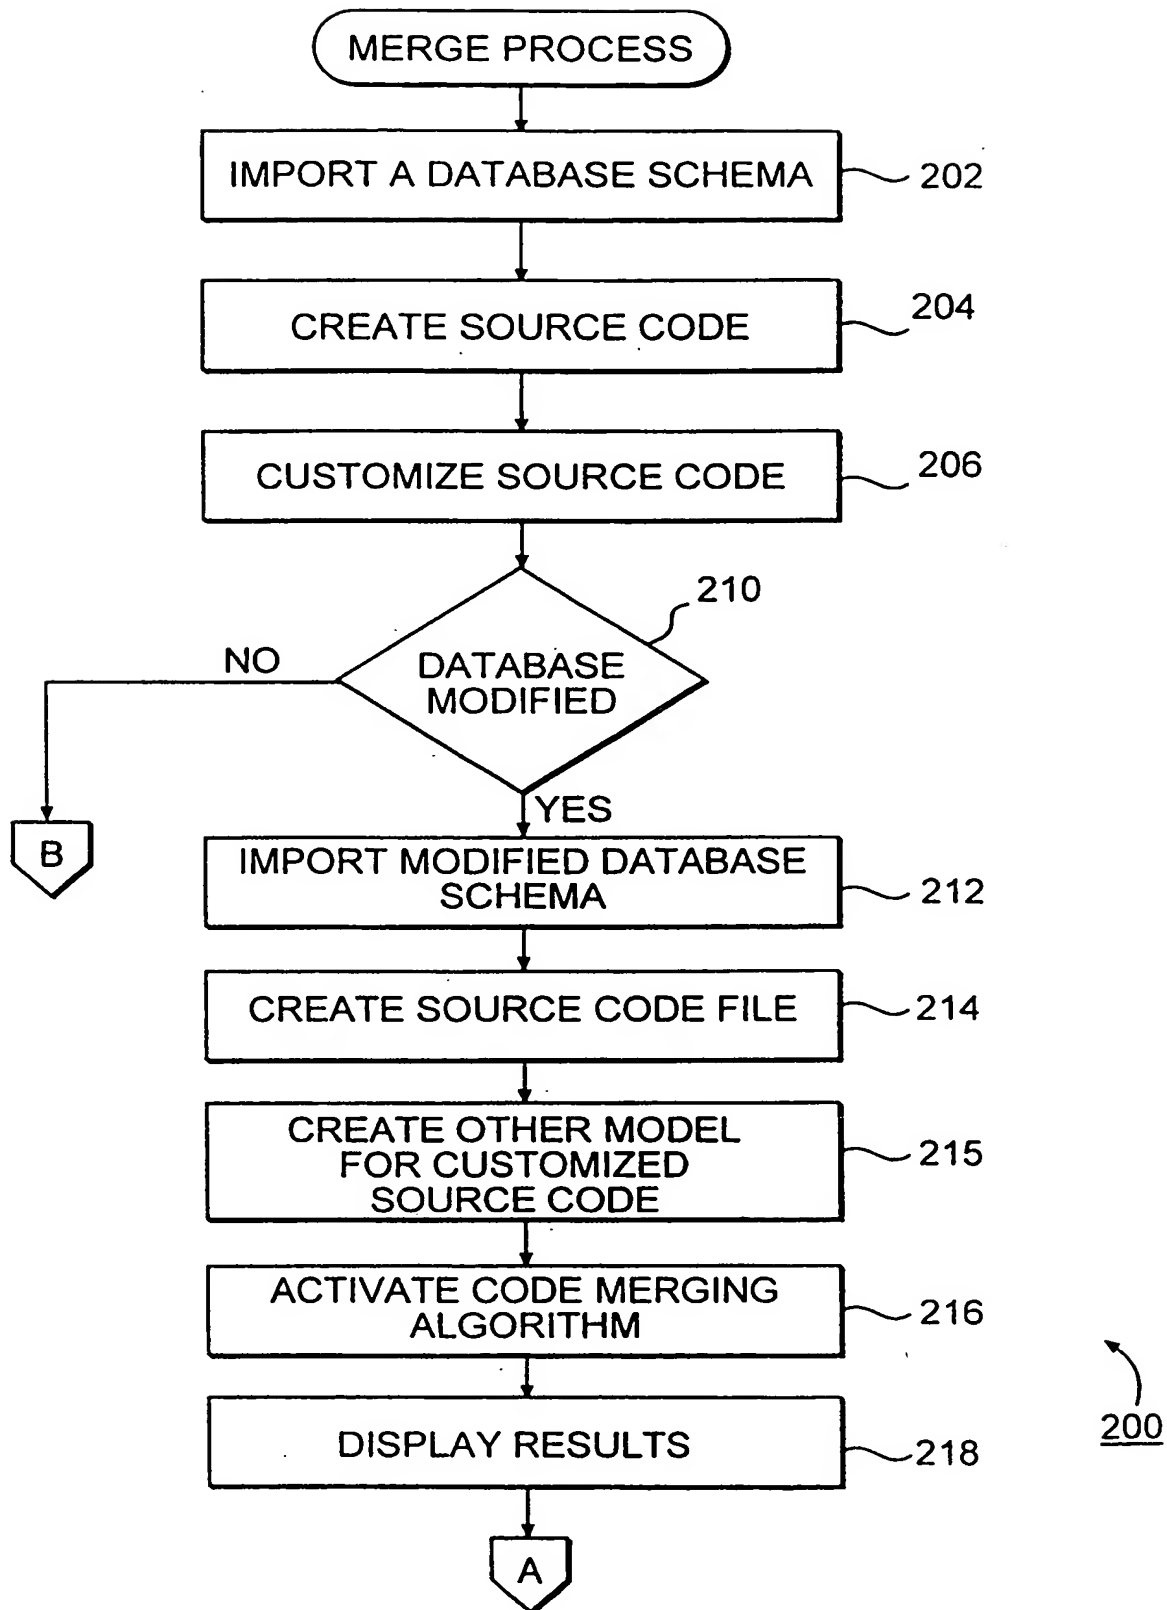 MERGE PROCESS
IMPORT A DATABASE SCHEMA
202
CREATE SOURCE CODE
204
CUSTOMIZE SOURCE CODE
206
210
DATABASE
MODIFIED
NO
B
YES
IMPORT MODIFIED DATABASE
SCHEMA
212
CREATE SOURCE CODE FILE
214
CREATE OTHER MODEL
FOR CUSTOMIZED
SOURCE CODE
215
ACTIVATE CODE MERGING
ALGORITHM
216
DISPLAY RESULTS
218
200
A